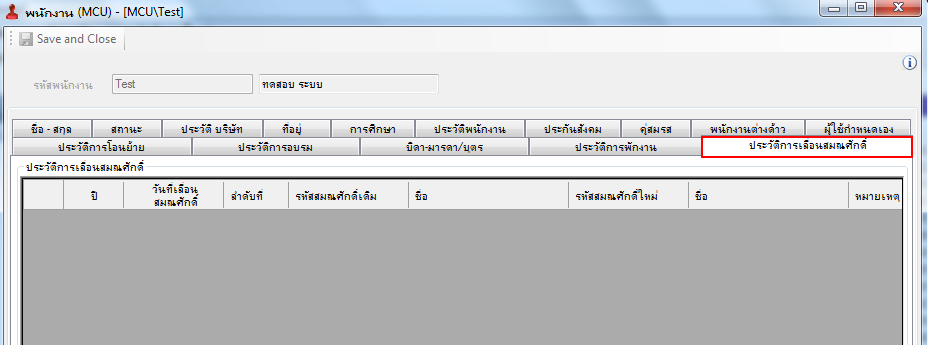 พนักงาน (MCU) - [MCU\Test]
Save and Close
รหัสพนักงาน Test ทดสอบ ระบบ
ชื่อ - สกุล สถานะ ประวัติ บริษัท ที่อยู่ การศึกษา ประวัติพนักงาน ประกันสังคม คู่สมรส พนักงานต่างด้าว ผู้ใช้กำหนดเอง
ประวัติการโอนย้าย ประวัติการอบรม บิดา-มารดา/บุตร ประวัติการพักงาน ประวัติการเลื่อนสมณศักดิ์
ประวัติการเลื่อนสมณศักดิ์
ปี วันที่เลื่อน ลำดับที่ รหัสสมณศักดิ์เดิม ชื่อ รหัสสมณศักดิ์ใหม่ ชื่อ หมายเหตุ
สมณศักดิ์